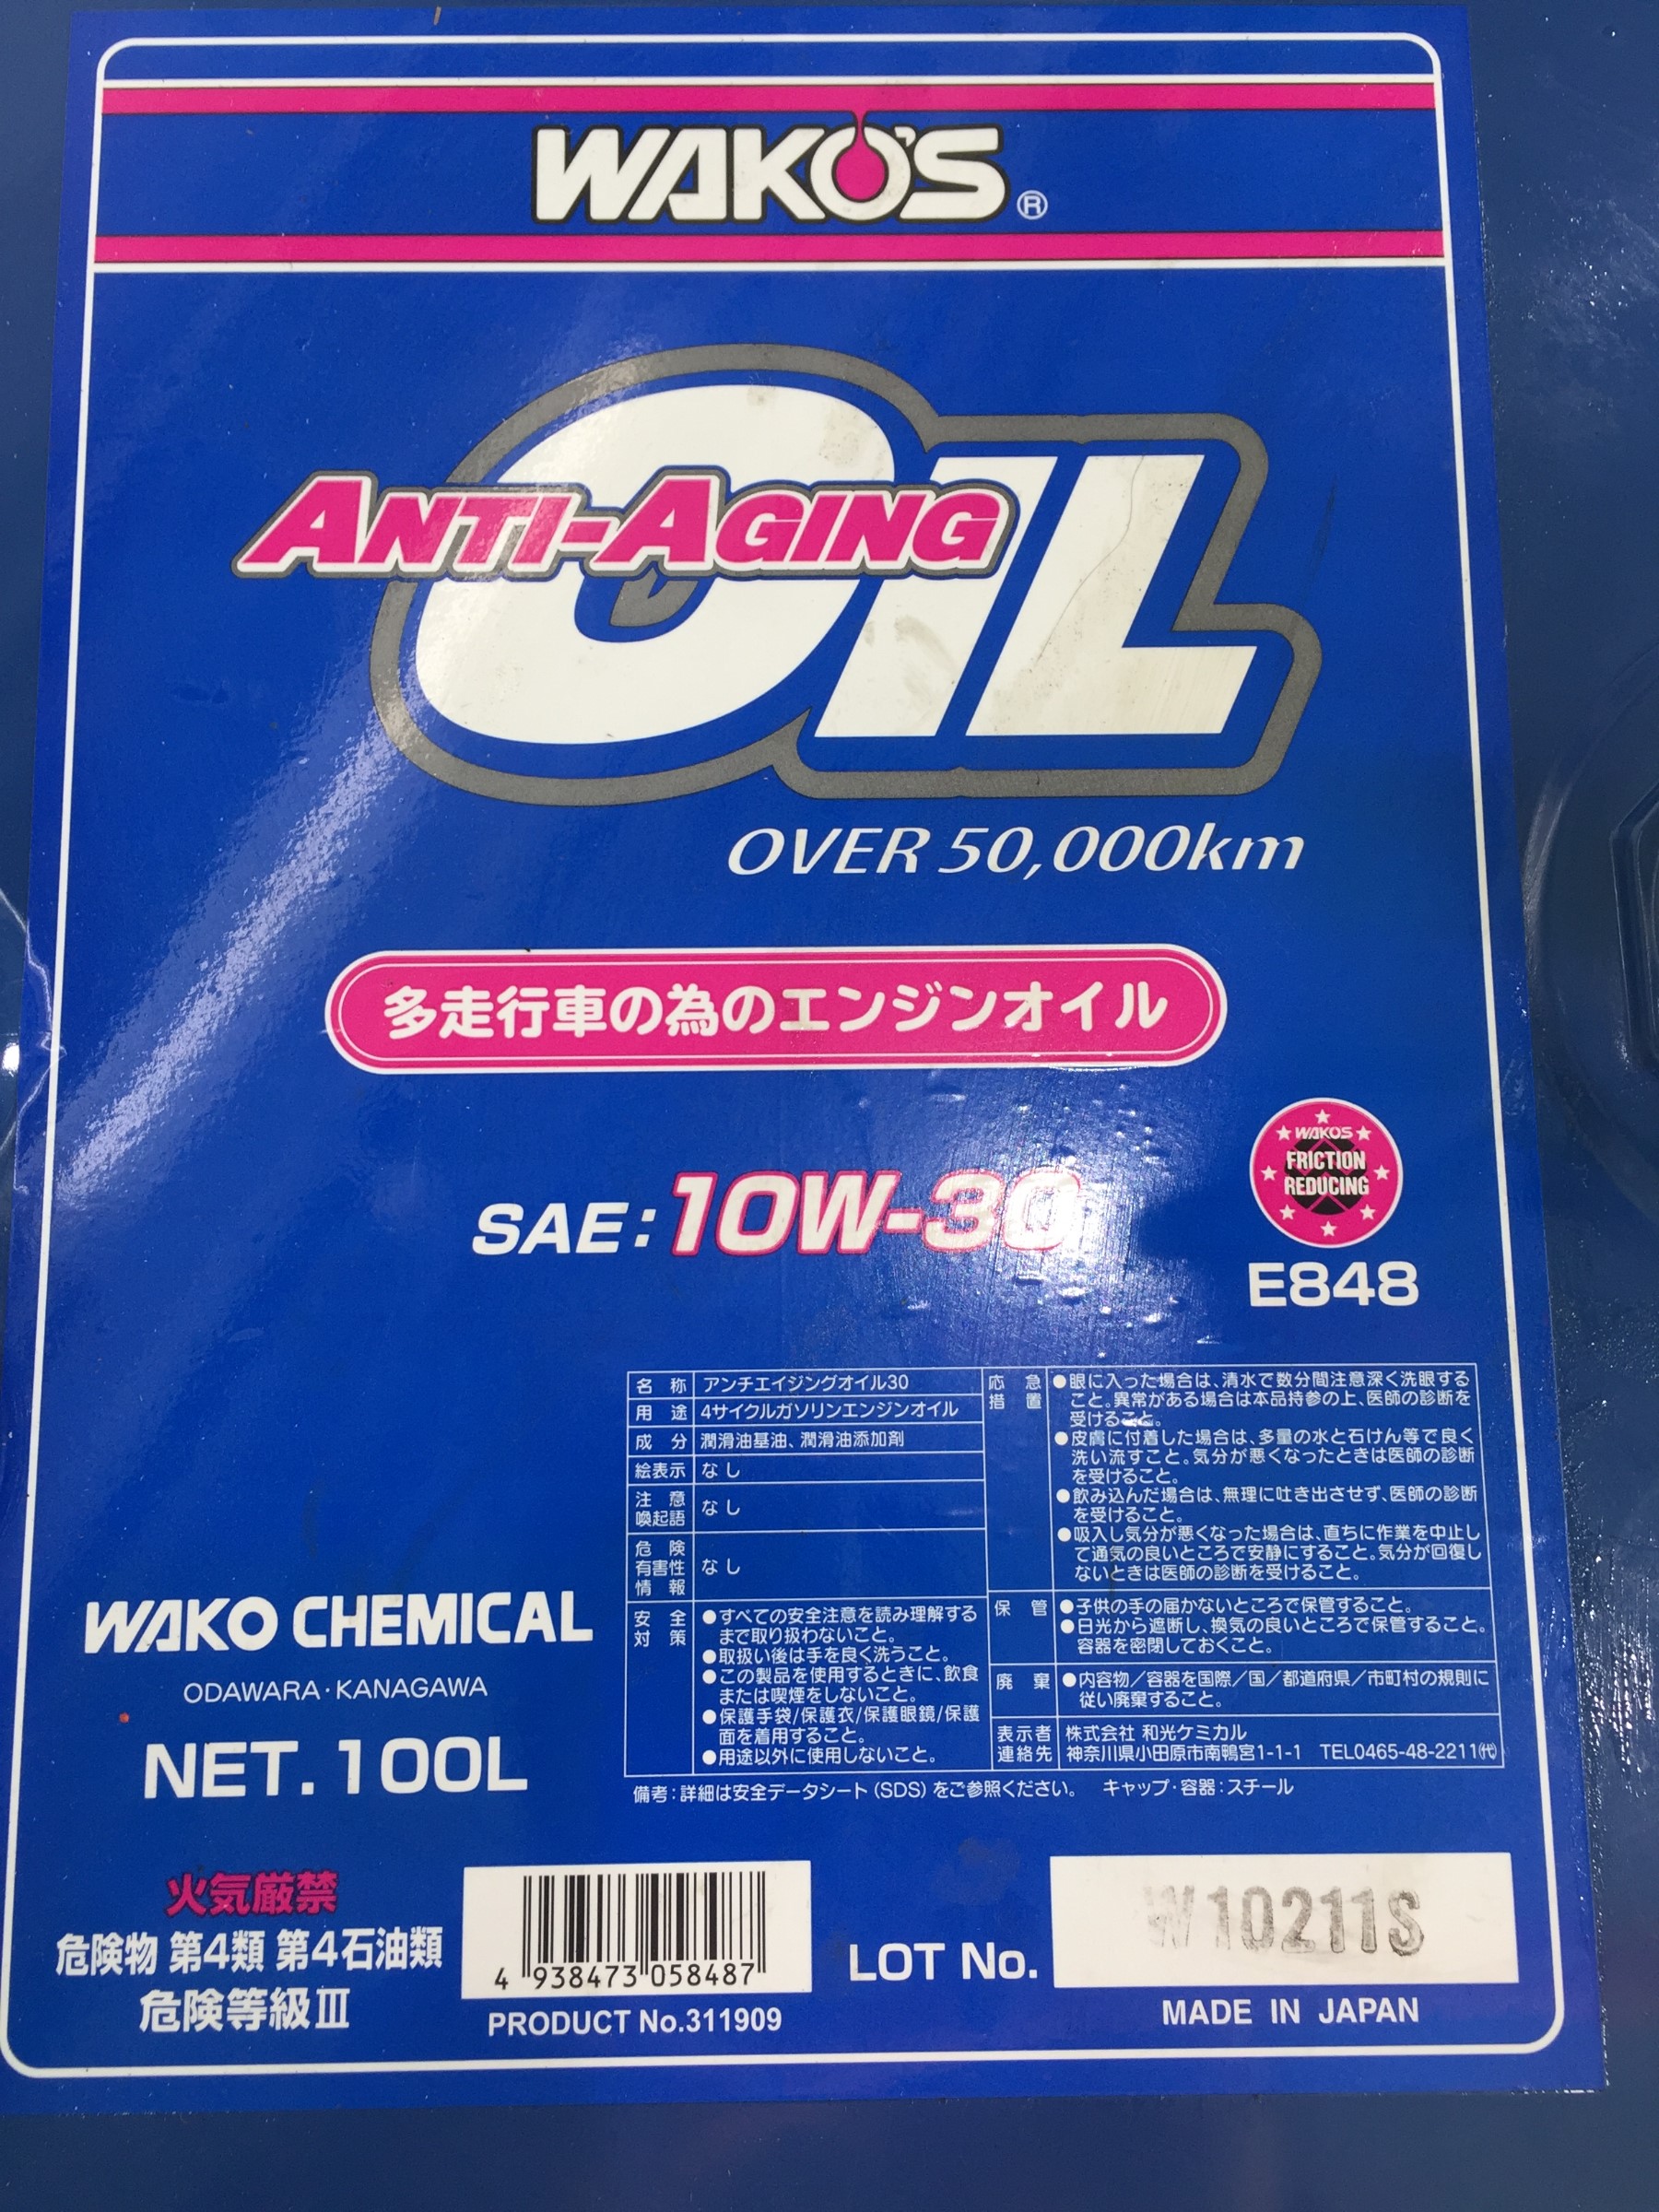 WAKO'S®
ANTI-AGING
OIL
OVER 50,000km
多走行車の為のエンジンオイル
SAE:10W-30
WAKO'S
FRICTION
REDUCING
E848
名称 アンチエイジングオイル30
用途 4サイクルガソリンエンジンオイル
成分 潤滑油基油、潤滑油添加剤
絵表示 なし
注意
喚起語 なし
危険
有害性 なし
情報
安全
対策
●すべての安全注意を読み理解する
まで取り扱わないこと。
●取扱い後は手を良く洗うこと。
●この製品を使用するときに、飲食
または喫煙をしないこと。
●保護手袋/保護衣/保護眼鏡/保護
面を着用すること。
●用途以外に使用しないこと。
応急
措置
●眼に入った場合は、清水で数分間注意深く洗眼する
こと。異常がある場合は本品持参の上、医師の診断を
受けること。
●皮膚に付着した場合は、多量の水と石けん等で良く
洗い流すこと。気分が悪くなったときは医師の診断
を受けること。
●飲み込んだ場合は、無理に吐き出させず、医師の診断
を受けること。
●吸入し気分が悪くなった場合は、直ちに作業を中止し
て通気の良いところで安静にすること。気分が回復し
ないときは医師の診断を受けること。
保管
●子供の手の届かないところで保管すること。
●日光から遮断し、換気の良いところで保管すること。
容器を密閉しておくこと。
廃棄
●内容物/容器を国際/国/都道府県/市町村の規則に
従い廃棄すること。
表示者 株式会社 和光ケミカル
連絡先 神奈川県小田原市南鴨宮1-1-1 TEL0465-48-2211㈹
備考:詳細は安全データシート(SDS)をご参照ください。 キャップ・容器:スチール
WAKO CHEMICAL
ODAWARA・KANAGAWA
NET.100L
火気厳禁
危険物 第4類 第4石油類
危険等級Ⅲ
4 938473 058487
PRODUCT No.311909
LOT No.
W10211S
MADE IN JAPAN